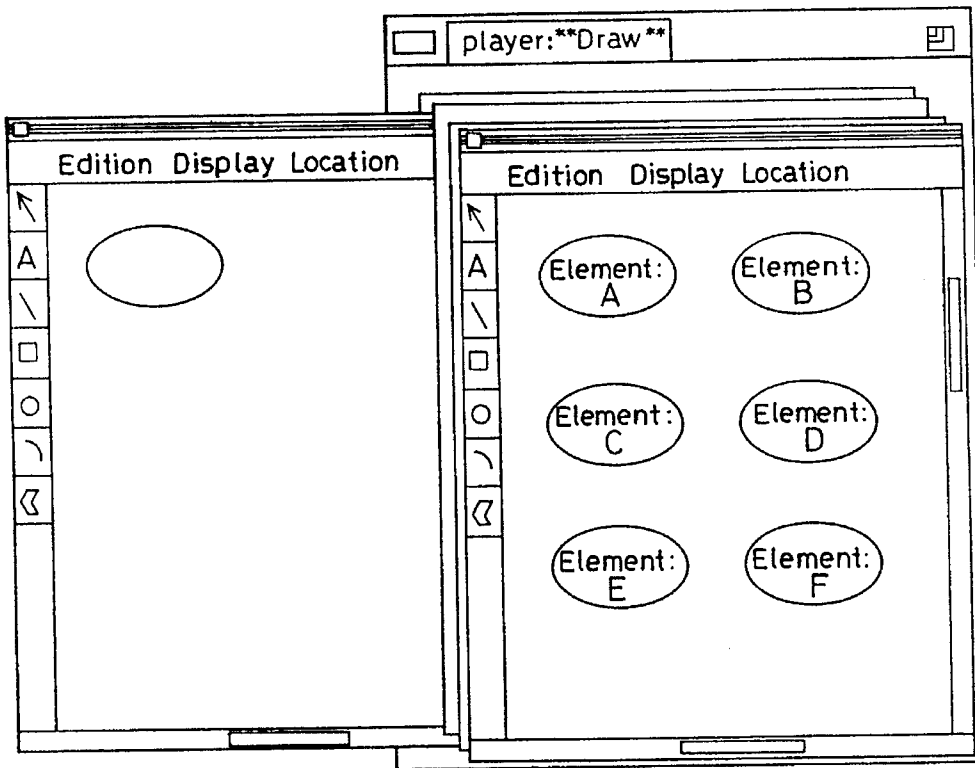 player:**Draw**
Edition Display Location
A
Edition Display Location
A
Element:
A
Element:
B
Element:
C
Element:
D
Element:
E
Element:
F